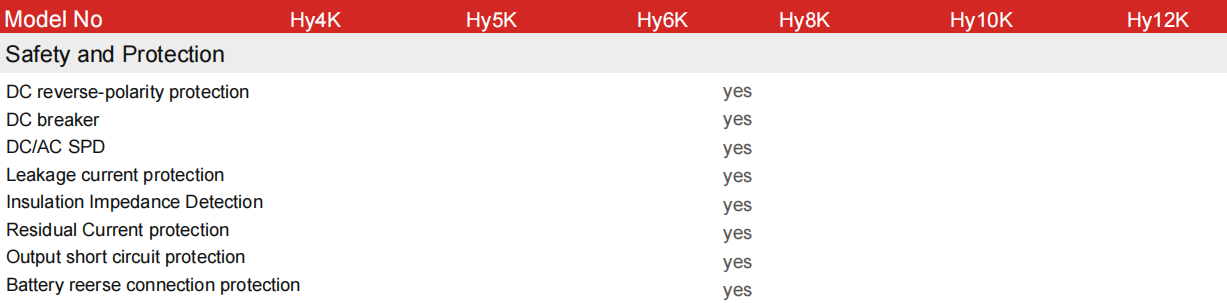 Model No Hy4K Hy5K Hy6K Hy8K Hy10K Hy12K
Safety and Protection
DC reverse-polarity protection yes
DC breaker yes
DC/AC SPD yes
Leakage current protection yes
Insulation Impedance Detection yes
Residual Current protection yes
Output short circuit protection yes
Battery reerse connection protection yes